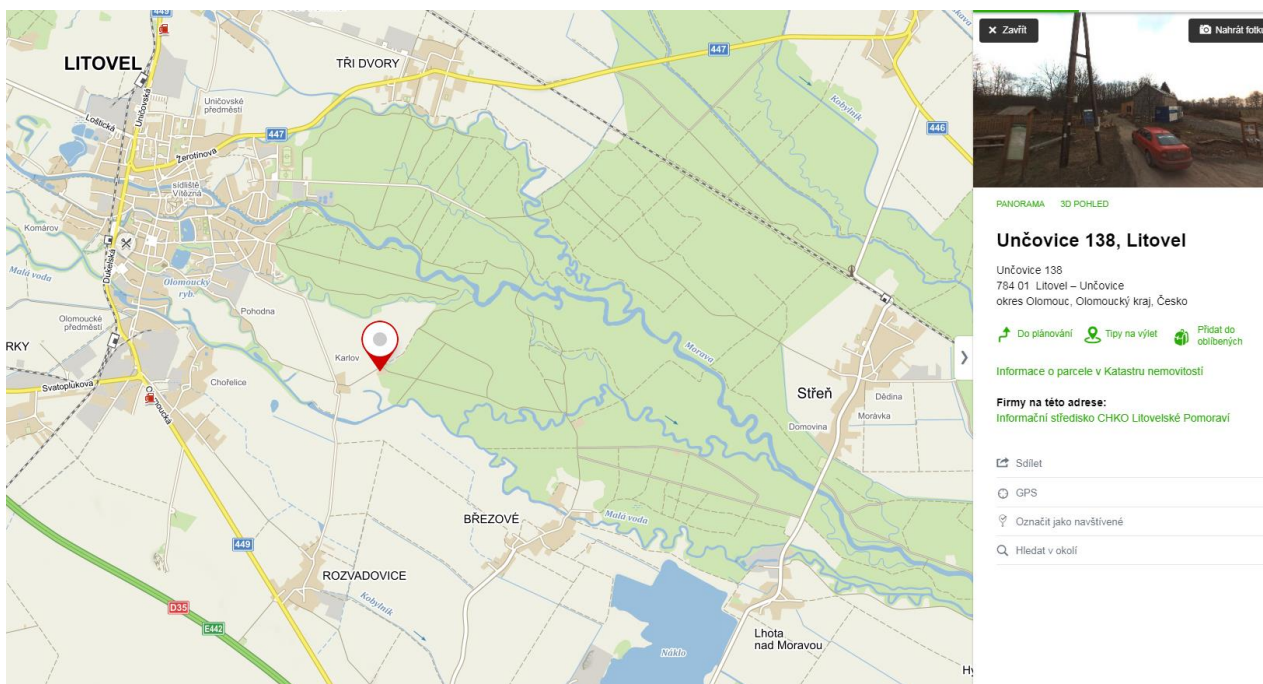 449
LITOVEL
TŘI DVORY
447
Kobylník
Uničovské
předměstí
Uničovská
Loštická
447
446
Žerotínova
sídliště
Vítězná
Komárov
Malá voda
Dukelská
Olomoucký
ryb.
Pohodna
Olomoucké
předměstí
RKY
Karlov
Morava
Svatoplukova
Chořelice
Olomoucká
Střeň
Dědina
Morávka
Domovina
BŘEZOVÉ
Malá voda
449
ROZVADOVICE
Kobylník
D35
E442
Lhota
nad Moravou
Náklo
Hy
Zavřít
Nahrát fotku
PANORAMA 3D POHLED
Unčovice 138, Litovel
Unčovice 138
784 01 Litovel – Unčovice
okres Olomouc, Olomoucký kraj, Česko
Do plánování
Tipy na výlet
Přidat do
oblíbených
Informace o parcele v Katastru nemovitostí
Firmy na této adrese:
Informační středisko CHKO Litovelské Pomoraví
Sdílet
GPS
Označit jako navštívené
Hledat v okolí